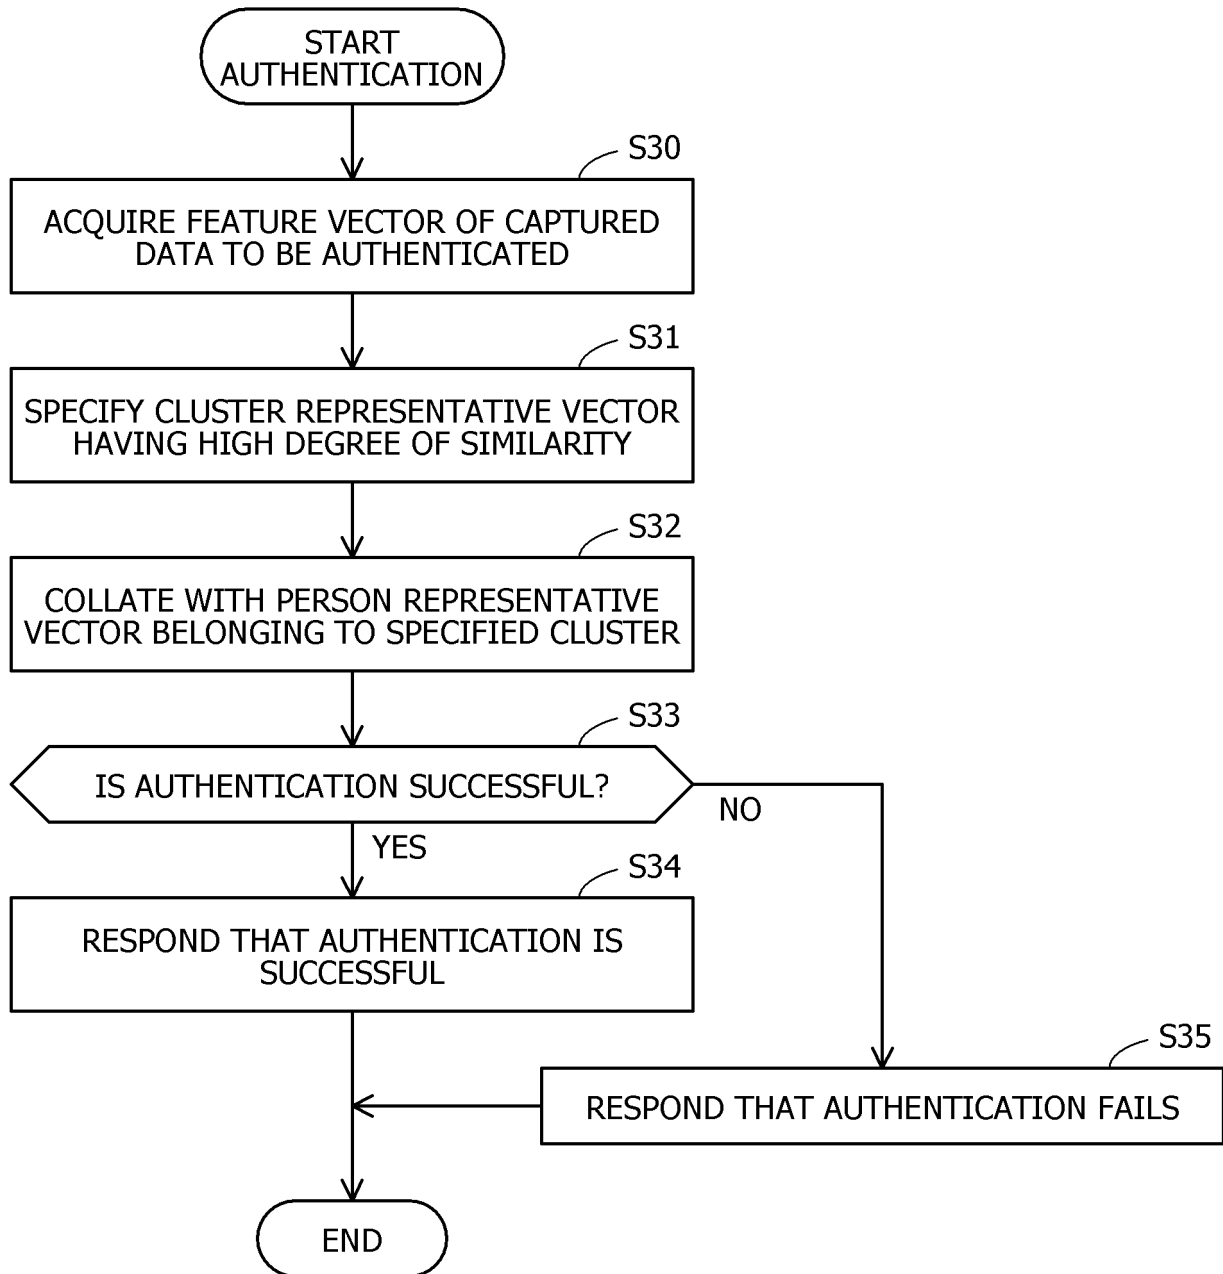 START
AUTHENTICATION
S30
ACQUIRE FEATURE VECTOR OF CAPTURED
DATA TO BE AUTHENTICATED
S31
SPECIFY CLUSTER REPRESENTATIVE VECTOR
HAVING HIGH DEGREE OF SIMILARITY
S32
COLLATE WITH PERSON REPRESENTATIVE
VECTOR BELONGING TO SPECIFIED CLUSTER
S33
IS AUTHENTICATION SUCCESSFUL?
NO
YES
S34
RESPOND THAT AUTHENTICATION IS
SUCCESSFUL
S35
RESPOND THAT AUTHENTICATION FAILS
END